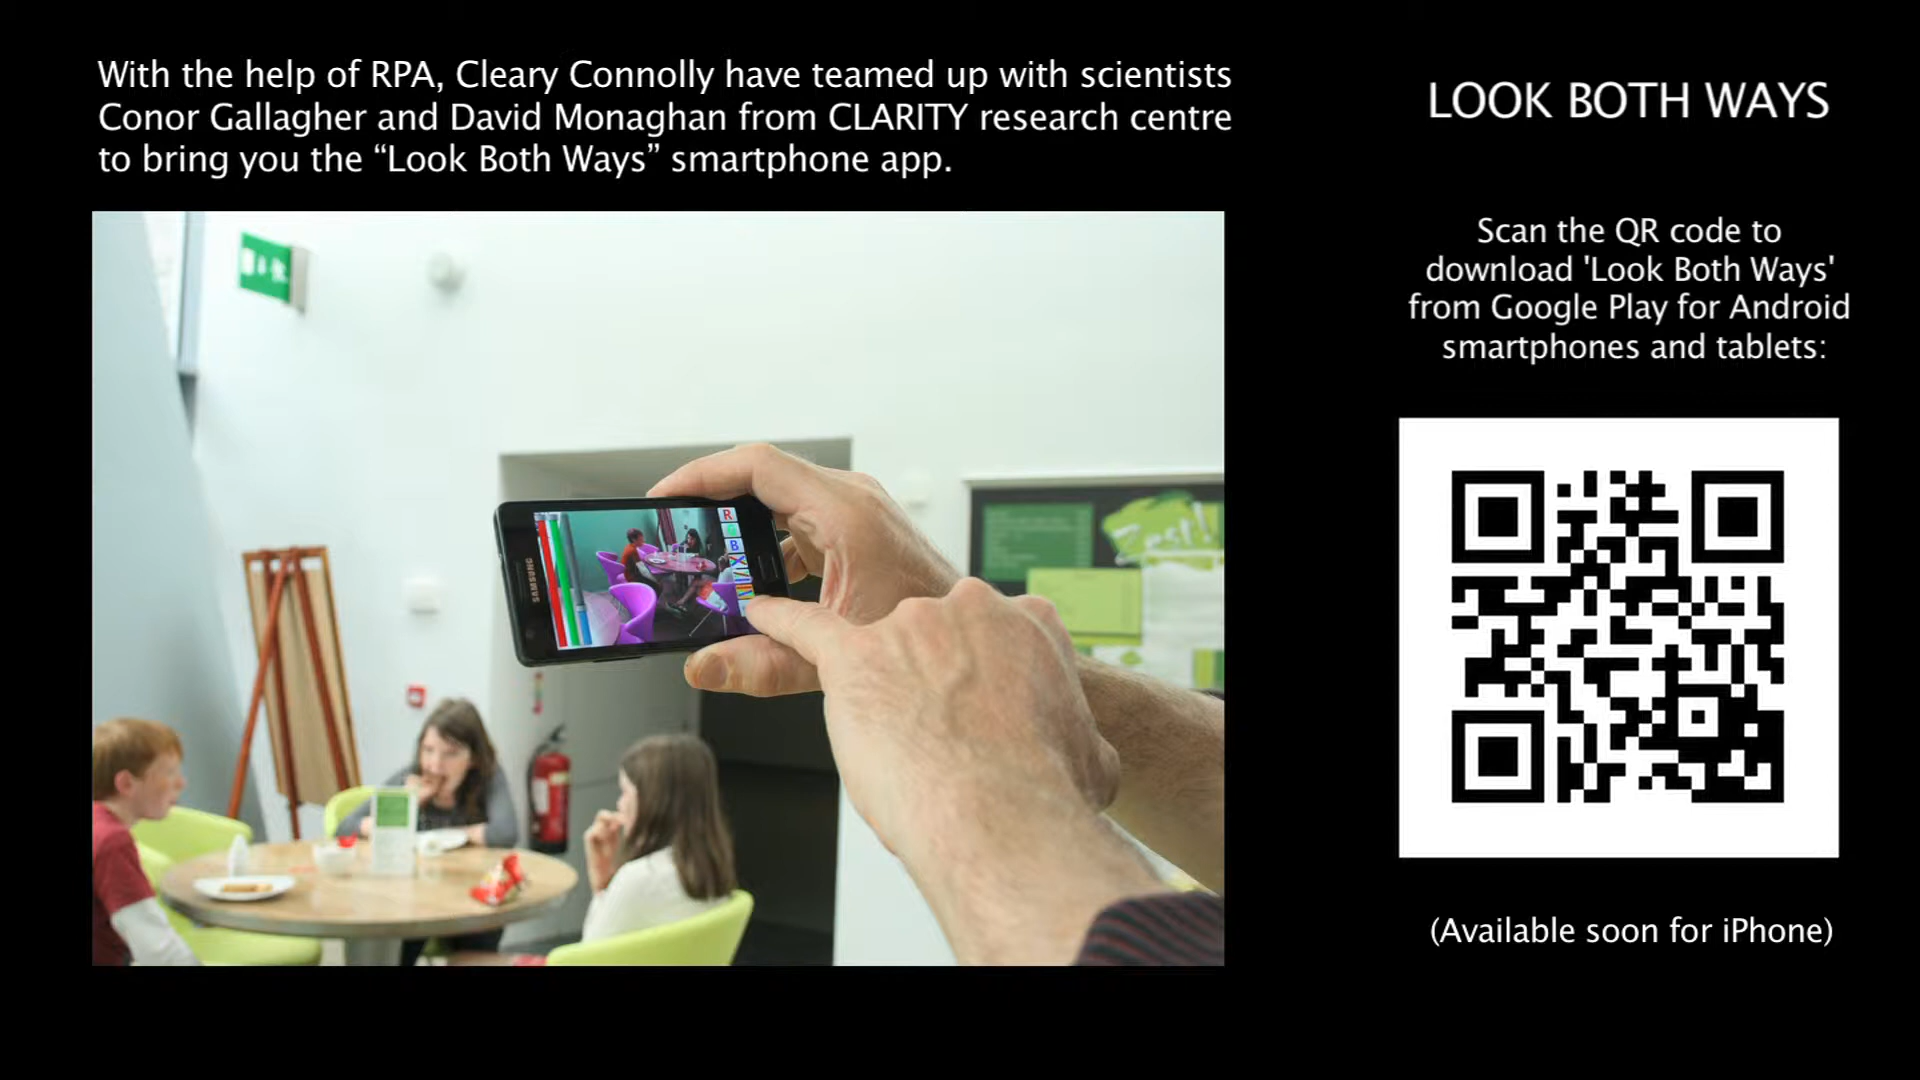 With the help of RPA, Cleary Connolly have teamed up with scientists
Conor Gallagher and David Monaghan from CLARITY research centre
to bring you the “Look Both Ways” smartphone app.
LOOK BOTH WAYS
Scan the QR code to
download 'Look Both Ways'
from Google Play for Android
smartphones and tablets:
(Available soon for iPhone)
SAMSUNG
R
B
Zest!